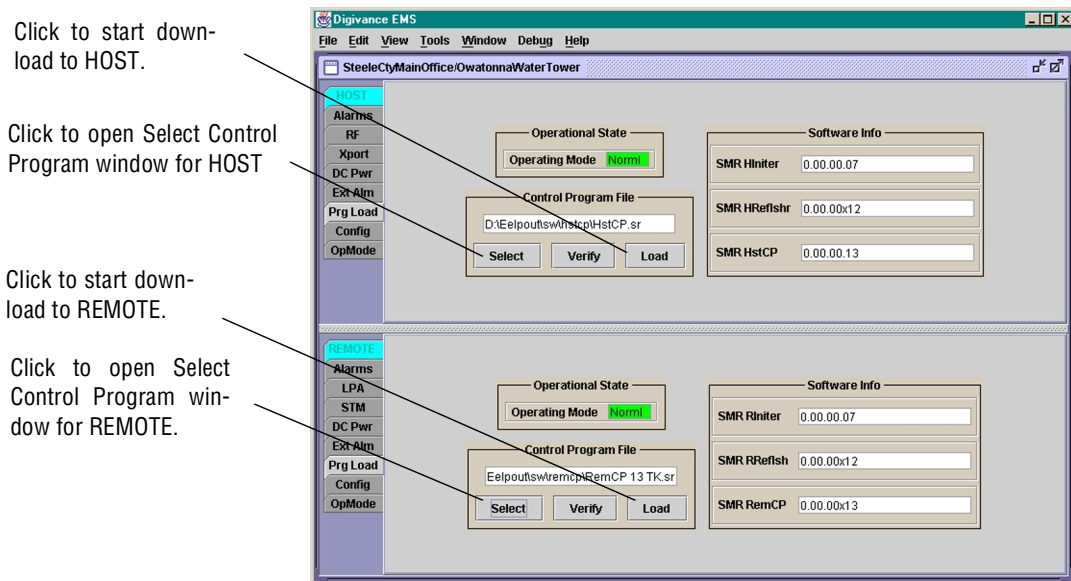 Click to start down-
load to HOST.
Click to open Select Control
Program window for HOST
Click to start down-
load to REMOTE.
Click to open Select
Control Program win-
dow for REMOTE.
Digivance EMS
File Edit View Tools Window Debug Help
SteeleCtyMainOffice/OwatonnaWaterTower
HOST
Alarms
RF
Xport
DC Pwr
Ext Alm
Prg Load
Config
OpMode
Operational State
Operating Mode Norml
Control Program File
D:\Eelpout\sw\hstcp\HstCP.sr
Select Verify Load
Software Info
SMR HIniter 0.00.00.07
SMR HReflshr 0.00.00x12
SMR HstCP 0.00.00.13
REMOTE
Alarms
LPA
STM
DC Pwr
Ext Alm
Prg Load
Config
OpMode
Operational State
Operating Mode Norml
Control Program File
Eelpout\sw\remcp\RemCP 13 TK.sr
Select Verify Load
Software Info
SMR RIniter 0.00.00.07
SMR RReflsh 0.00.00x12
SMR RemCP 0.00.00x13